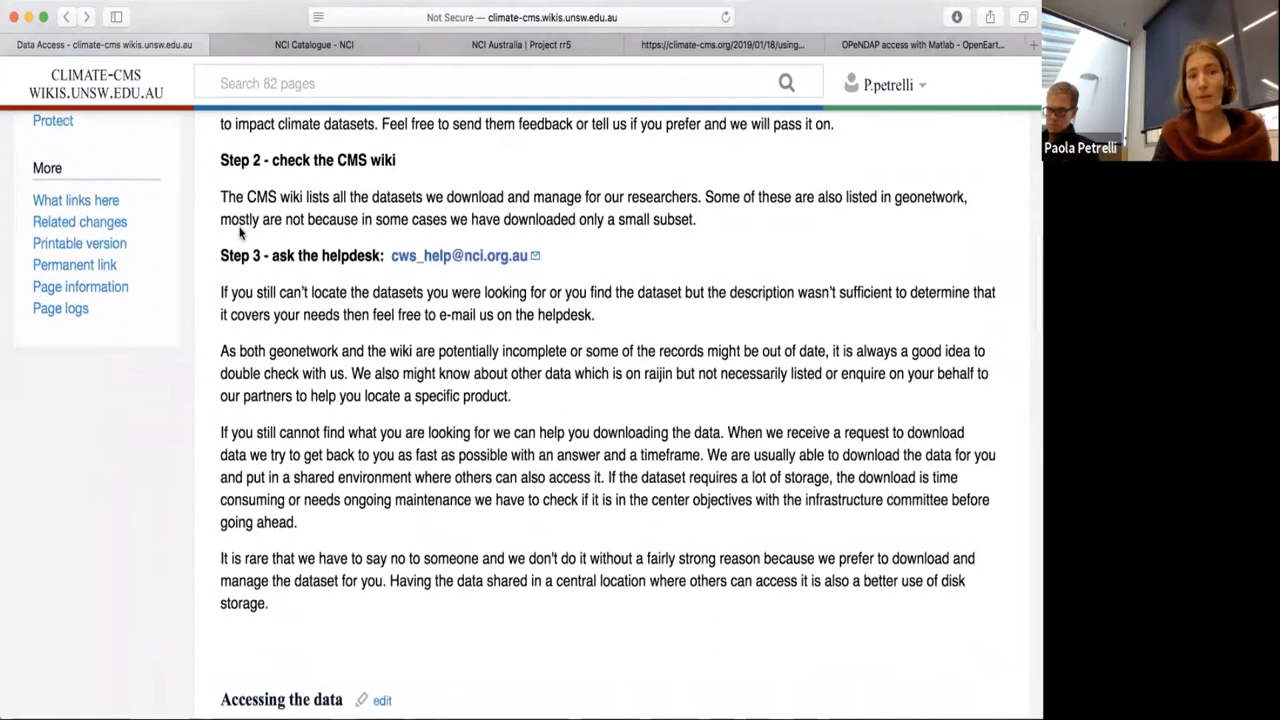 Not Secure — climate-cms.wikis.unsw.edu.au
Data Access - climate-cms wikis.unsw.edu.au
NCI Catalogue - NCI
NCI Australia | Project rr5
https://climate-cms.org/2019/01/18/using...
OPeNDAP access with Matlab - OpenEart...
CLIMATE-CMS
WIKIS.UNSW.EDU.AU
Search 82 pages
P.petrelli
Protect
More
What links here
Related changes
Printable version
Permanent link
Page information
Page logs
to impact climate datasets. Feel free to send them feedback or tell us if you prefer and we will pass it on.
Step 2 - check the CMS wiki
The CMS wiki lists all the datasets we download and manage for our researchers. Some of these are also listed in geonetwork,
mostly are not because in some cases we have downloaded only a small subset.
Step 3 - ask the helpdesk: cws_help@nci.org.au
If you still can't locate the datasets you were looking for or you find the dataset but the description wasn't sufficient to determine that
it covers your needs then feel free to e-mail us on the helpdesk.
As both geonetwork and the wiki are potentially incomplete or some of the records might be out of date, it is always a good idea to
double check with us. We also might know about other data which is on raijin but not necessarily listed or enquire on your behalf to
our partners to help you locate a specific product.
If you still cannot find what you are looking for we can help you downloading the data. When we receive a request to download
data we try to get back to you as fast as possible with an answer and a timeframe. We are usually able to download the data for you
and put in a shared environment where others can also access it. If the dataset requires a lot of storage, the download is time
consuming or needs ongoing maintenance we have to check if it is in the center objectives with the infrastructure committee before
going ahead.
It is rare that we have to say no to someone and we don't do it without a fairly strong reason because we prefer to download and
manage the dataset for you. Having the data shared in a central location where others can access it is also a better use of disk
storage.
Accessing the data edit
Paola Petrelli